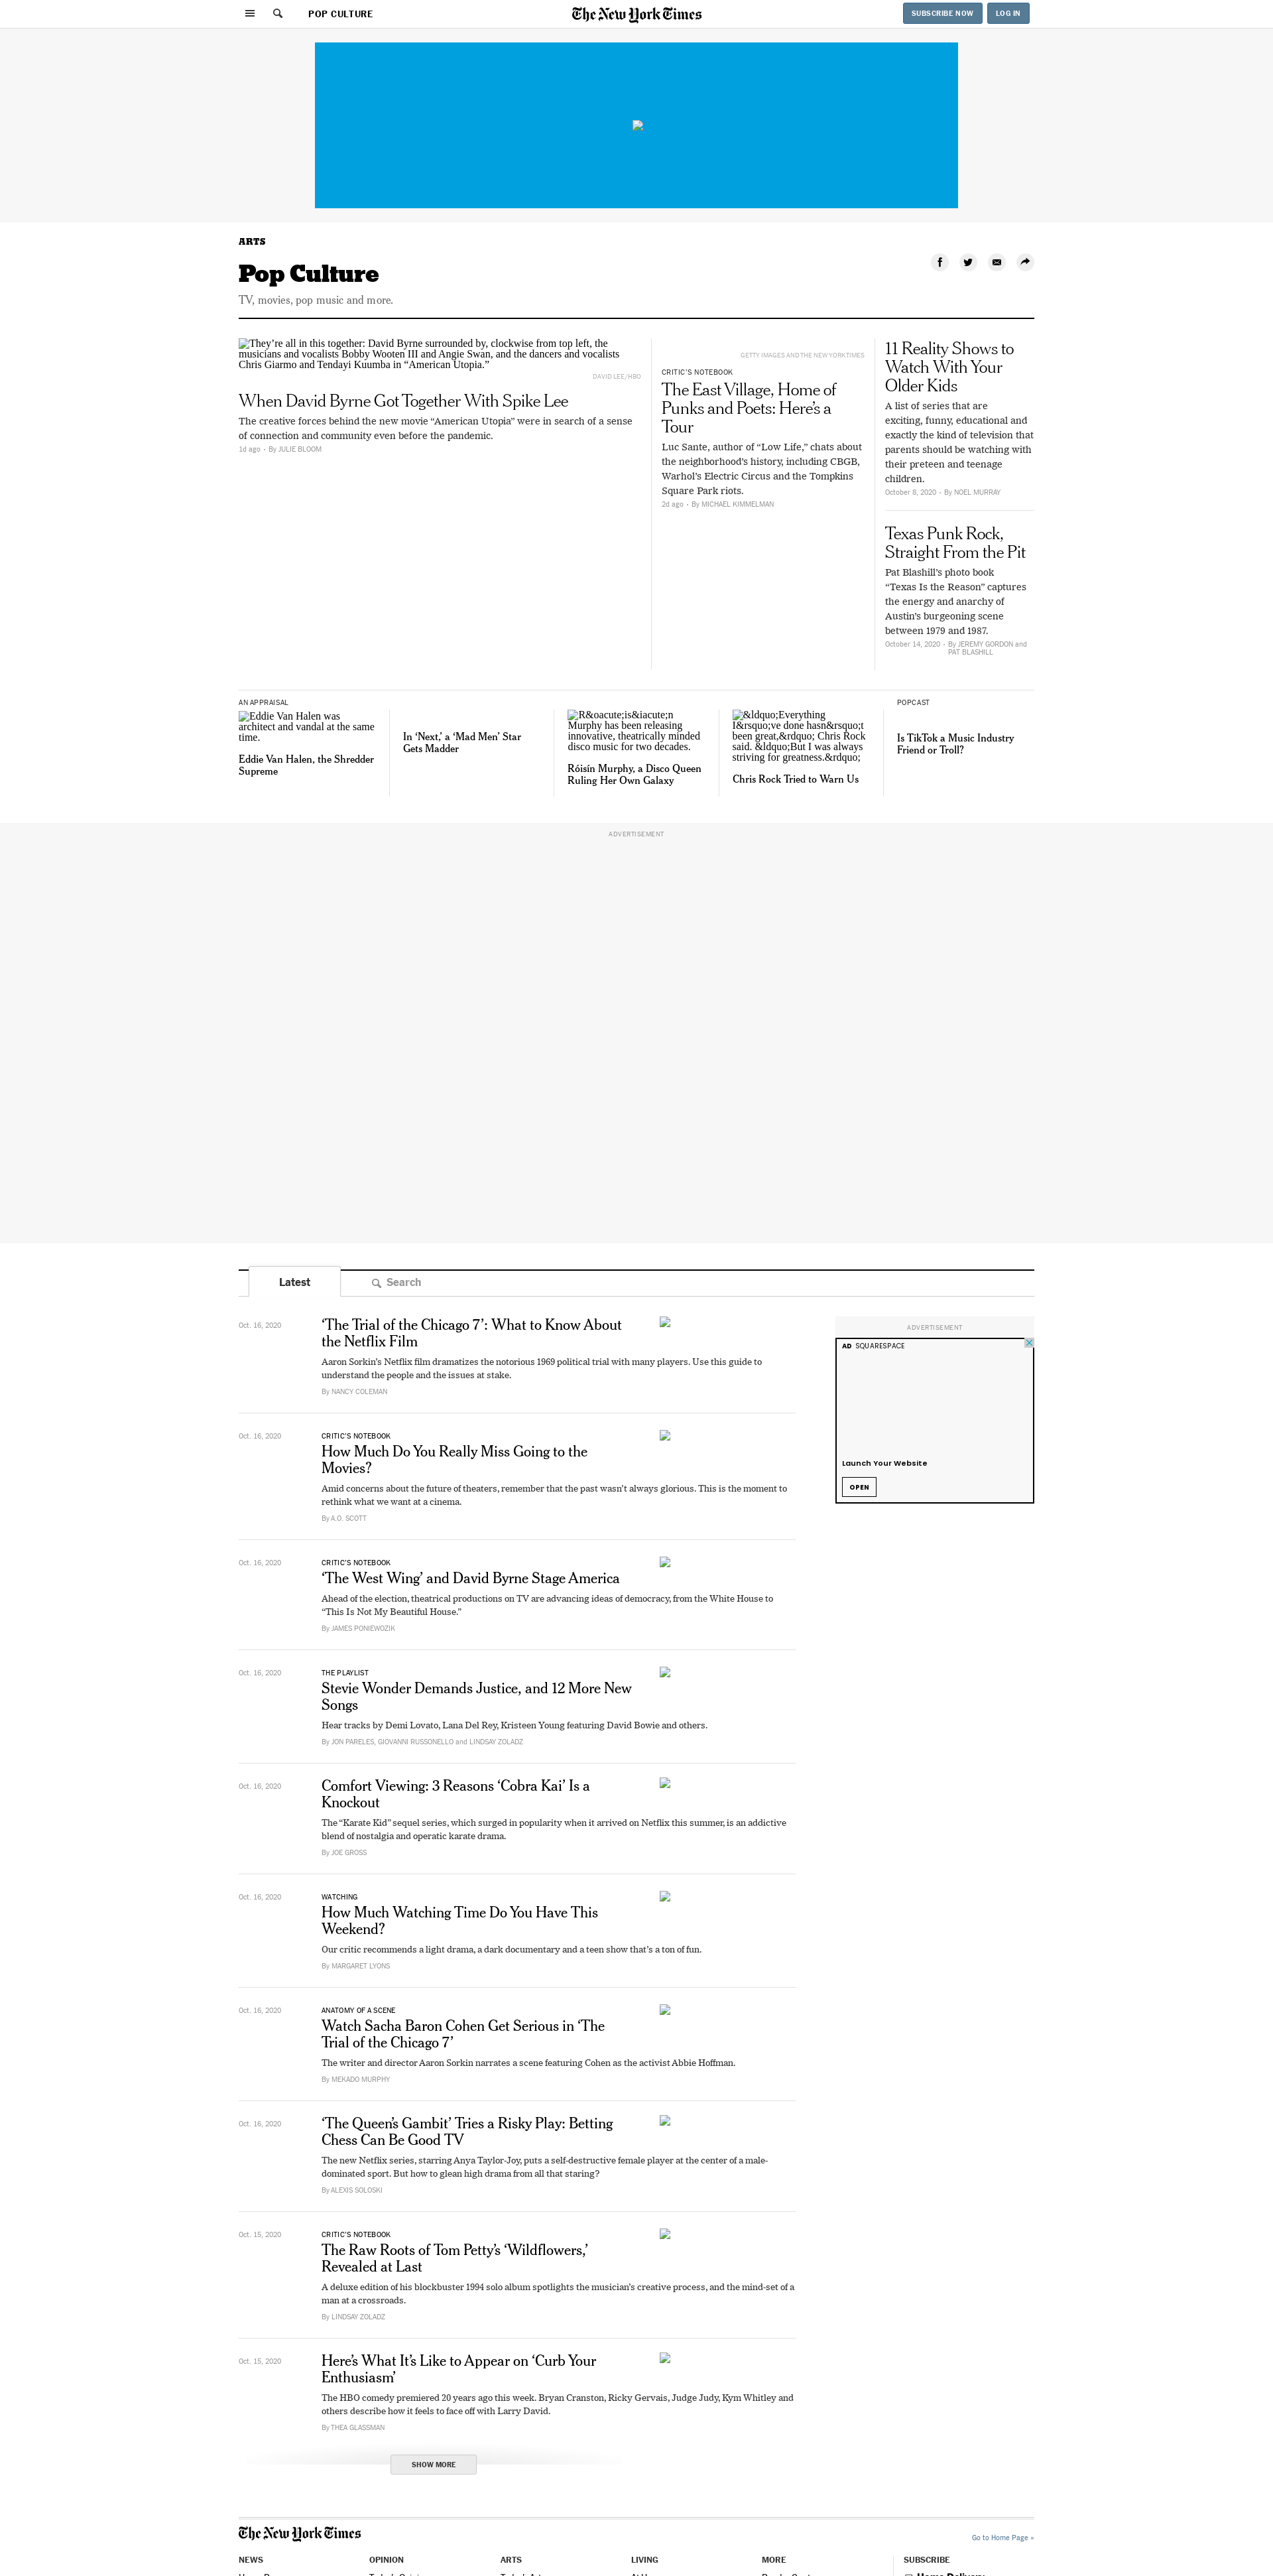 POP CULTURE
The New York Times
SUBSCRIBE NOW
LOG IN
ARTS
Pop Culture
TV, movies, pop music and more.
They’re all in this together: David Byrne surrounded by, clockwise from top left, the
musicians and vocalists Bobby Wooten III and Angie Swan, and the dancers and vocalists
Chris Giarmo and Tendayi Kuumba in “American Utopia.”
DAVID LEE/HBO
When David Byrne Got Together With Spike Lee
The creative forces behind the new movie “American Utopia” were in search of a sense
of connection and community even before the pandemic.
1d ago - By JULIE BLOOM
GETTY IMAGES AND THE NEW YORK TIMES
CRITIC’S NOTEBOOK
The East Village, Home of
Punks and Poets: Here’s a
Tour
Luc Sante, author of “Low Life,” chats about
the neighborhood’s history, including CBGB,
Warhol’s Electric Circus and the Tompkins
Square Park riots.
2d ago - By MICHAEL KIMMELMAN
11 Reality Shows to
Watch With Your
Older Kids
A list of series that are
exciting, funny, educational and
exactly the kind of television that
parents should be watching with
their preteen and teenage
children.
October 8, 2020 - By NOEL MURRAY
Texas Punk Rock,
Straight From the Pit
Pat Blashill’s photo book
“Texas Is the Reason” captures
the energy and anarchy of
Austin’s burgeoning scene
between 1979 and 1987.
October 14, 2020 - By JEREMY GORDON and
PAT BLASHILL
AN APPRAISAL
Eddie Van Halen was
architect and vandal at the same
time.
Eddie Van Halen, the Shredder
Supreme
In ‘Next,’ a ‘Mad Men’ Star
Gets Madder
R&oacute;is&iacute;n
Murphy has been releasing
innovative, theatrically minded
disco music for two decades.
Róisín Murphy, a Disco Queen
Ruling Her Own Galaxy
&ldquo;Everything
I&rsquo;ve done hasn&rsquo;t
been great,&rdquo; Chris Rock
said. &ldquo;But I was always
striving for greatness.&rdquo;
Chris Rock Tried to Warn Us
POPCAST
Is TikTok a Music Industry
Friend or Troll?
ADVERTISEMENT
Latest
Search
Oct. 16, 2020
‘The Trial of the Chicago 7’: What to Know About
the Netflix Film
Aaron Sorkin’s Netflix film dramatizes the notorious 1969 political trial with many players. Use this guide to
understand the people and the issues at stake.
By NANCY COLEMAN
ADVERTISEMENT
AD SQUARESPACE
Launch Your Website
OPEN
Oct. 16, 2020
CRITIC’S NOTEBOOK
How Much Do You Really Miss Going to the
Movies?
Amid concerns about the future of theaters, remember that the past wasn’t always glorious. This is the moment to
rethink what we want at a cinema.
By A.O. SCOTT
Oct. 16, 2020
CRITIC’S NOTEBOOK
‘The West Wing’ and David Byrne Stage America
Ahead of the election, theatrical productions on TV are advancing ideas of democracy, from the White House to
“This Is Not My Beautiful House.”
By JAMES PONIEWOZIK
Oct. 16, 2020
THE PLAYLIST
Stevie Wonder Demands Justice, and 12 More New
Songs
Hear tracks by Demi Lovato, Lana Del Rey, Kristeen Young featuring David Bowie and others.
By JON PARELES, GIOVANNI RUSSONELLO and LINDSAY ZOLADZ
Oct. 16, 2020
Comfort Viewing: 3 Reasons ‘Cobra Kai’ Is a
Knockout
The “Karate Kid” sequel series, which surged in popularity when it arrived on Netflix this summer, is an addictive
blend of nostalgia and operatic karate drama.
By JOE GROSS
Oct. 16, 2020
WATCHING
How Much Watching Time Do You Have This
Weekend?
Our critic recommends a light drama, a dark documentary and a teen show that’s a ton of fun.
By MARGARET LYONS
Oct. 16, 2020
ANATOMY OF A SCENE
Watch Sacha Baron Cohen Get Serious in ‘The
Trial of the Chicago 7’
The writer and director Aaron Sorkin narrates a scene featuring Cohen as the activist Abbie Hoffman.
By MEKADO MURPHY
Oct. 16, 2020
‘The Queen’s Gambit’ Tries a Risky Play: Betting
Chess Can Be Good TV
The new Netflix series, starring Anya Taylor-Joy, puts a self-destructive female player at the center of a male-
dominated sport. But how to glean high drama from all that staring?
By ALEXIS SOLOSKI
Oct. 15, 2020
CRITIC’S NOTEBOOK
The Raw Roots of Tom Petty’s ‘Wildflowers,’
Revealed at Last
A deluxe edition of his blockbuster 1994 solo album spotlights the musician’s creative process, and the mind-set of a
man at a crossroads.
By LINDSAY ZOLADZ
Oct. 15, 2020
Here’s What It’s Like to Appear on ‘Curb Your
Enthusiasm’
The HBO comedy premiered 20 years ago this week. Bryan Cranston, Ricky Gervais, Judge Judy, Kym Whitley and
others describe how it feels to face off with Larry David.
By THEA GLASSMAN
SHOW MORE
The New York Times
Go to Home Page »
NEWS
OPINION
ARTS
LIVING
MORE
SUBSCRIBE